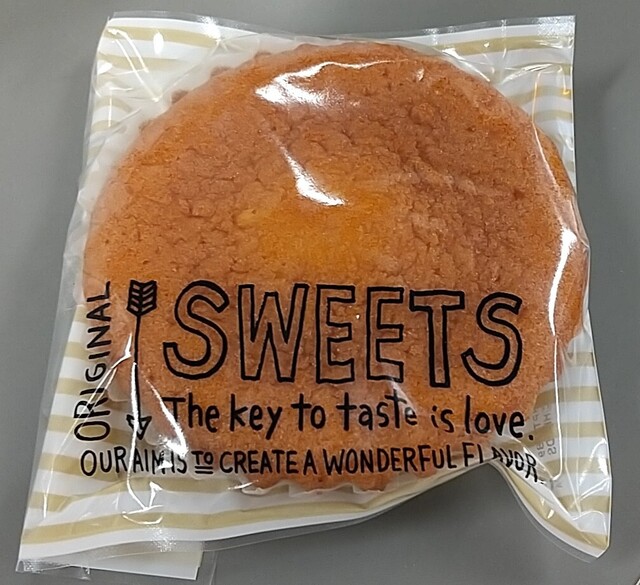 ORIGINAL
SWEETS
The key to taste is love.
OUR AIM IS TO CREATE A WONDERFUL FLAVOR.